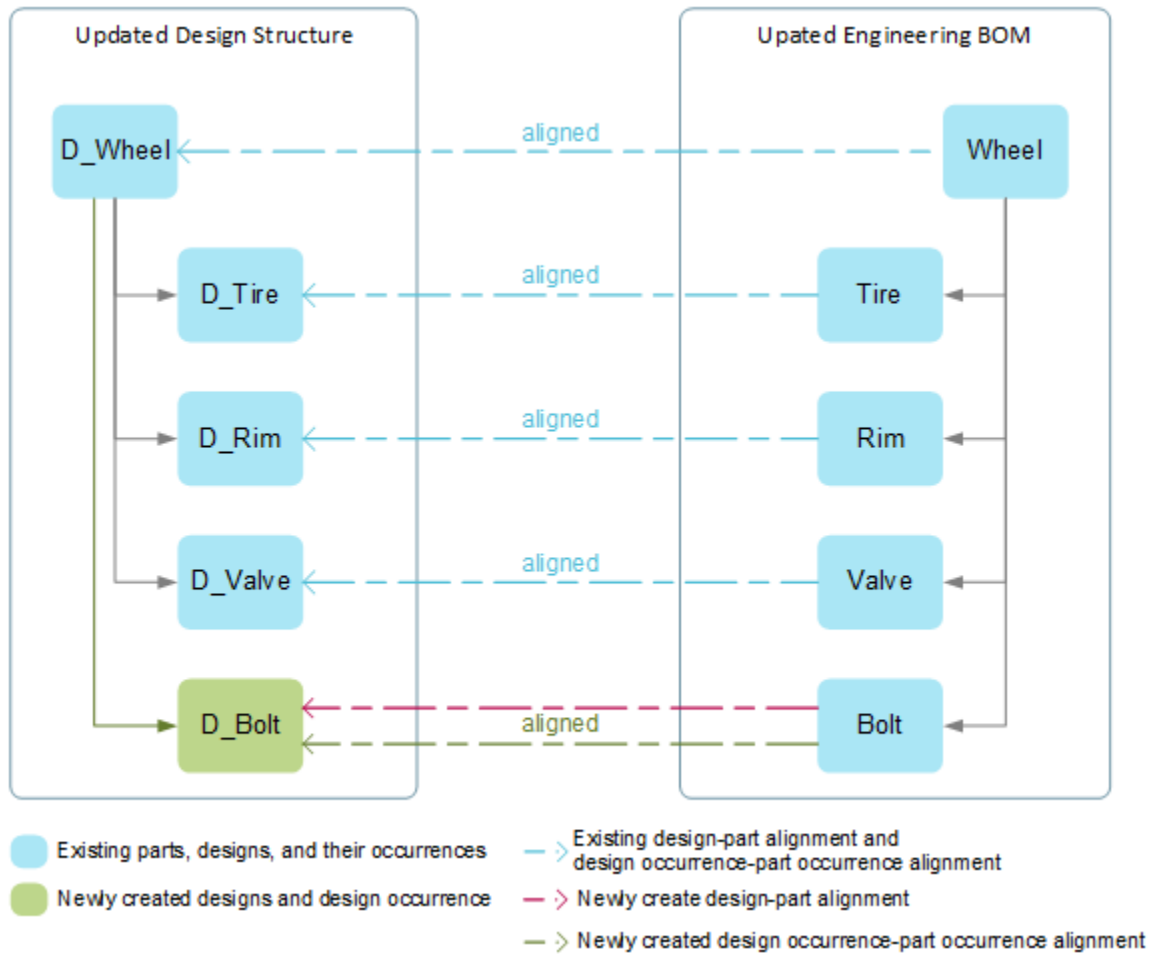 Updated Design Structure
Upated Engineering BOM
D_Wheel
aligned
Wheel
D_Tire
aligned
Tire
D_Rim
aligned
Rim
D_Valve
aligned
Valve
D_Bolt
aligned
Bolt
Existing parts, designs, and their occurrences
Newly created designs and design occurrence
Existing design-part alignment and
design occurrence-part occurrence alignment
Newly create design-part alignment
Newly created design occurrence-part occurrence alignment